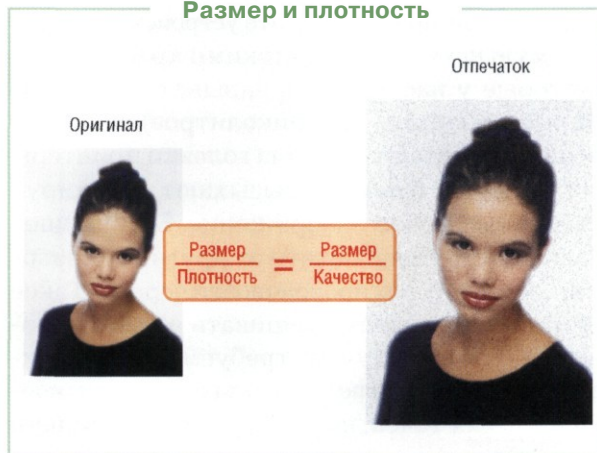 Размер и плотность
Отпечаток
Оригинал
Размер
Плотность
=
Размер
Качество